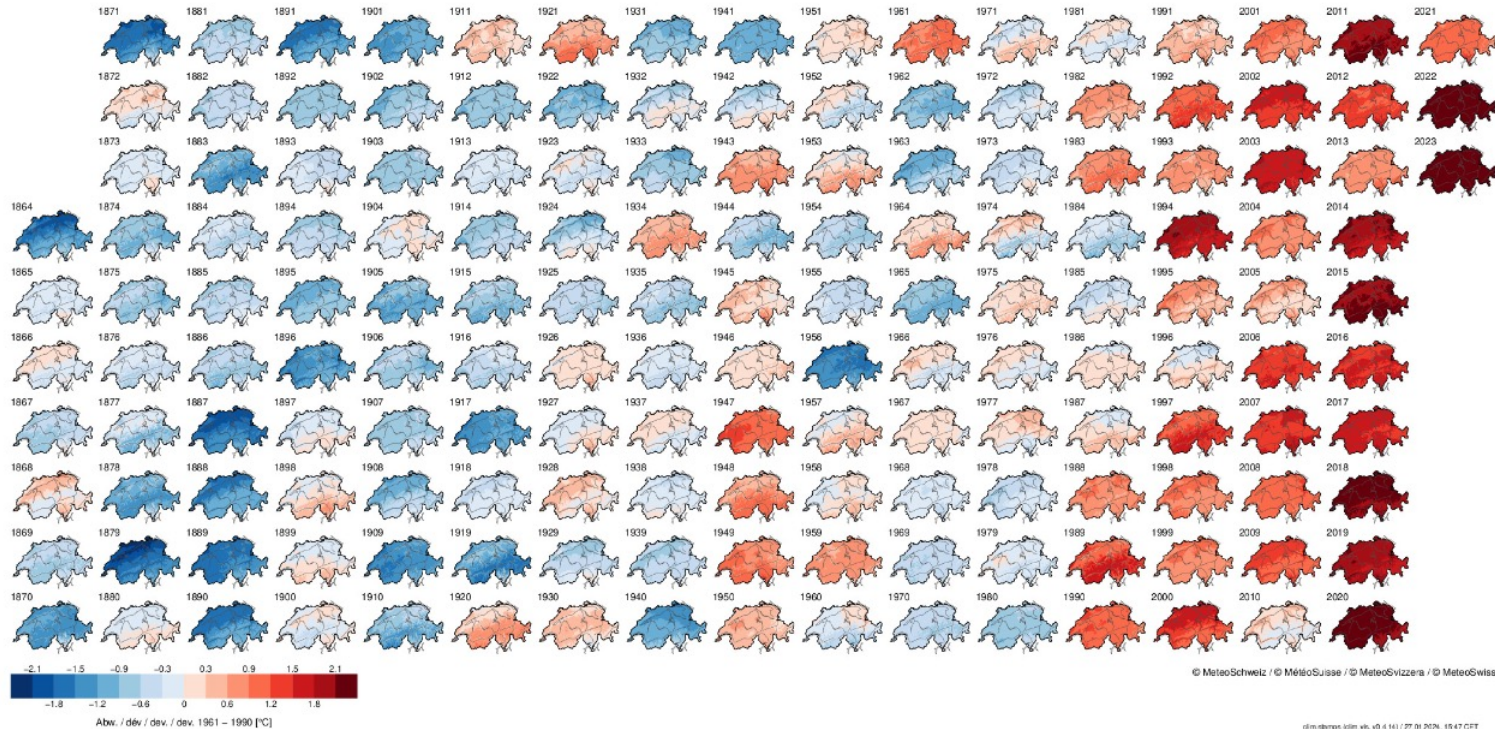 1871 1881 1891 1901 1911 1921 1931 1941 1951 1961 1971 1981 1991 2001 2011 2021
1872 1882 1892 1902 1912 1922 1932 1942 1952 1962 1972 1982 1992 2002 2012 2022
1873 1883 1893 1903 1913 1923 1933 1943 1953 1963 1973 1983 1993 2003 2013 2023
1864 1874 1884 1894 1904 1914 1924 1934 1944 1954 1964 1974 1984 1994 2004 2014
1865 1875 1885 1895 1905 1915 1925 1935 1945 1955 1965 1975 1985 1995 2005 2015
1866 1876 1886 1896 1906 1916 1926 1936 1946 1956 1966 1976 1986 1996 2006 2016
1867 1877 1887 1897 1907 1917 1927 1937 1947 1957 1967 1977 1987 1997 2007 2017
1868 1878 1888 1898 1908 1918 1928 1938 1948 1958 1968 1978 1988 1998 2008 2018
1869 1879 1889 1899 1909 1919 1929 1939 1949 1959 1969 1979 1989 1999 2009 2019
1870 1880 1890 1900 1910 1920 1930 1940 1950 1960 1970 1980 1990 2000 2010 2020
−2.1 −1.5 −0.9 −0.3 0.3 0.9 1.5 2.1
−1.8 −1.2 −0.6 0 0.6 1.2 1.8
Abw. / dév / dev. / dev. 1961 − 1990 [°C]
© MeteoSchweiz / © MétéoSuisse / © MeteoSvizzera / © MeteoSwiss
27.01.2024, 15:47 CET